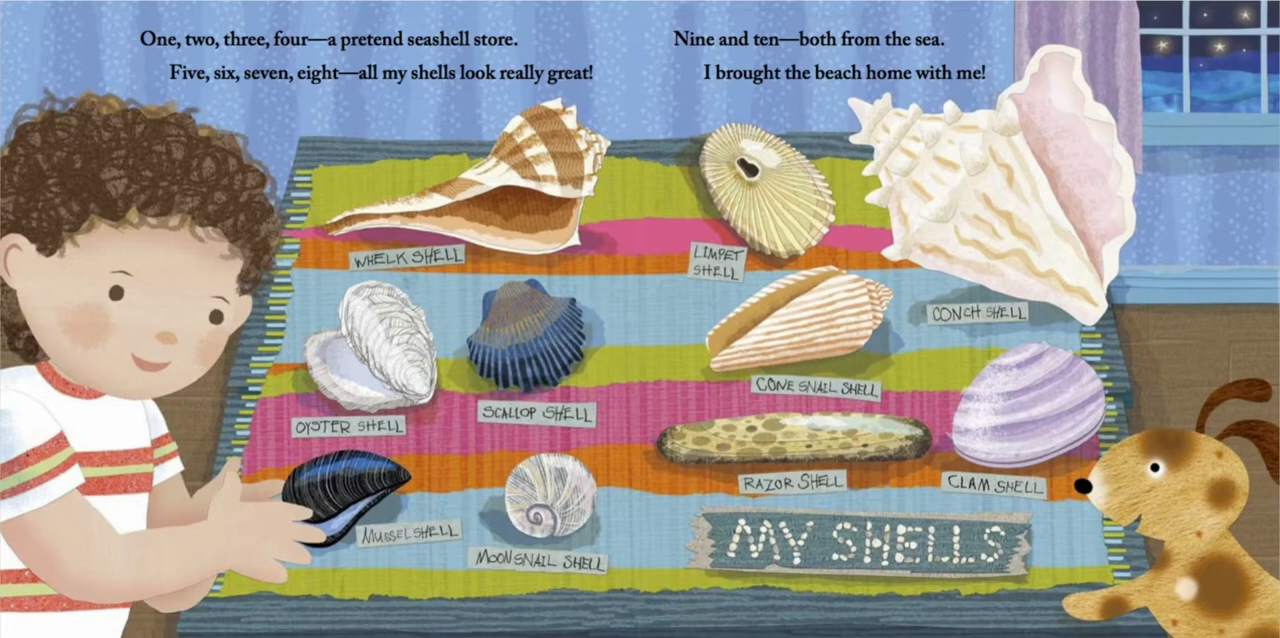 One, two, three, four—a pretend seashell store.
Five, six, seven, eight—all my shells look really great!
Nine and ten—both from the sea.
I brought the beach home with me!
WHELK SHELL
LIMPET
SHELL
CONCH SHELL
OYSTER SHELL
SCALLOP SHELL
CONE SNAIL SHELL
MUSSEL SHELL
MOON SNAIL SHELL
RAZOR SHELL
CLAM SHELL
MY SHELLS